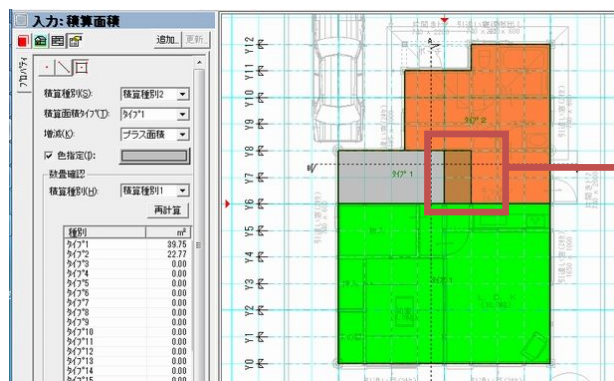 入力: 積算面積
追加...
更新
プロパティ
積算種別(S):
積算種別2
積算面積タイプ(T):
ﾀｲﾌﾟ1
増減(K):
プラス面積
色指定(D):
数量確認
積算種別(H):
積算種別1
再計算
種別 m²
ﾀｲﾌﾟ1 39.75
ﾀｲﾌﾟ2 22.77
ﾀｲﾌﾟ3 0.00
ﾀｲﾌﾟ4 0.00
ﾀｲﾌﾟ5 0.00
ﾀｲﾌﾟ6 0.00
ﾀｲﾌﾟ7 0.00
ﾀｲﾌﾟ8 0.00
ﾀｲﾌﾟ9 0.00
ﾀｲﾌﾟ10 0.00
ﾀｲﾌﾟ11 0.00
ﾀｲﾌﾟ12 0.00
ﾀｲﾌﾟ13 0.00
ﾀｲﾌﾟ14 0.00
ﾀｲﾌﾟ15 0.00
Y12
Y11
Y10
Y9
Y8
Y7
Y6
Y5
Y4
Y3
Y2
Y1
Y0
A
ﾀｲﾌﾟ 2
ﾀｲﾌﾟ 1